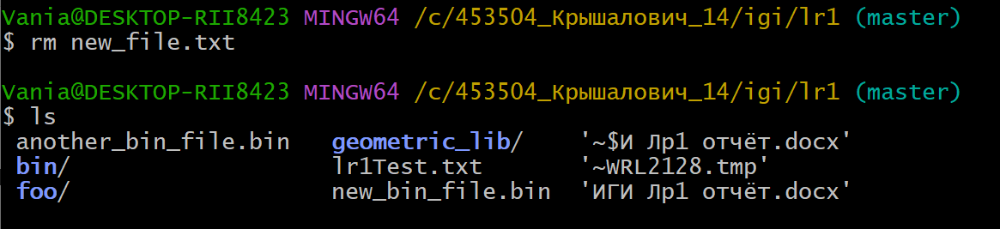 Vania@DESKTOP-RII8423 MINGW64 /c/453504_Крышалович_14/igi/lr1 (master)
$ rm new_file.txt
Vania@DESKTOP-RII8423 MINGW64 /c/453504_Крышалович_14/igi/lr1 (master)
$ ls
another_bin_file.bin geometric_lib/ '~$И Лр1 отчёт.docx'
bin/ lr1Test.txt '~WRL2128.tmp'
foo/ new_bin_file.bin 'ИГИ Лр1 отчёт.docx'